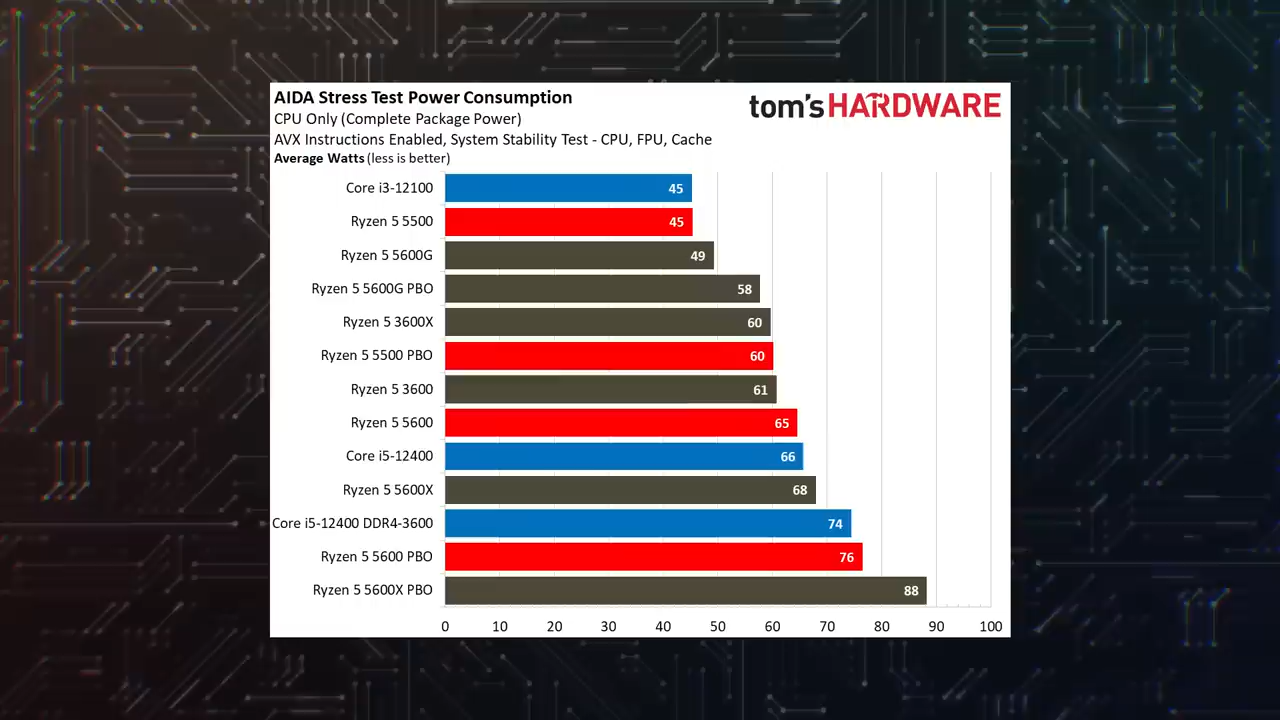 AIDA Stress Test Power Consumption
tom's HARDWARE
CPU Only (Complete Package Power)
AVX Instructions Enabled, System Stability Test - CPU, FPU, Cache
Average Watts (less is better)
Core i3-12100 45
Ryzen 5 5500 45
Ryzen 5 5600G 49
Ryzen 5 5600G PBO 58
Ryzen 5 3600X 60
Ryzen 5 5500 PBO 60
Ryzen 5 3600 61
Ryzen 5 5600 65
Core i5-12400 66
Ryzen 5 5600X 68
Core i5-12400 DDR4-3600 74
Ryzen 5 5600 PBO 76
Ryzen 5 5600X PBO 88
0 10 20 30 40 50 60 70 80 90 100